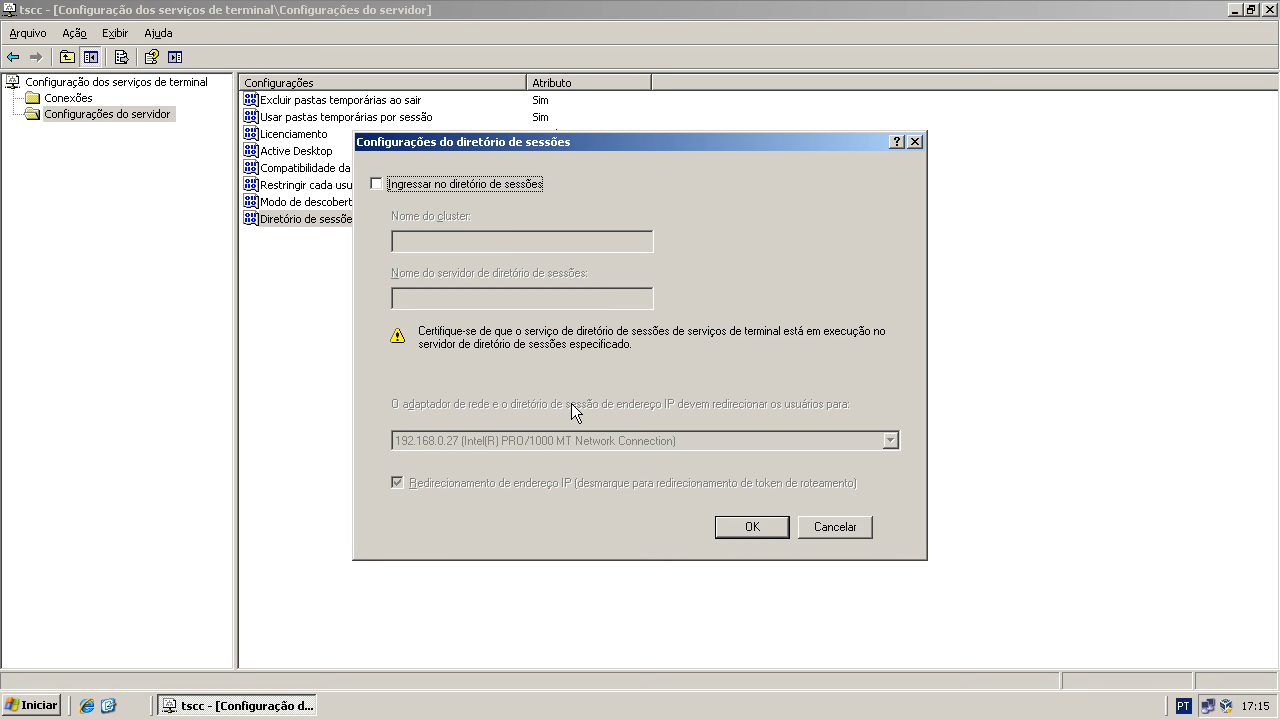 tscc - [Configuração dos serviços de terminal\Configurações do servidor]
Arquivo Ação Exibir Ajuda
Configuração dos serviços de terminal
Conexões
Configurações do servidor
Configurações Atributo
Excluir pastas temporárias ao sair Sim
Usar pastas temporárias por sessão Sim
Licenciamento
Active Desktop
Compatibilidade da
Restringir cada usu
Modo de descobert
Diretório de sessõe
Configurações do diretório de sessões
Ingressar no diretório de sessões
Nome do cluster:
Nome do servidor de diretório de sessões:
Certifique-se de que o serviço de diretório de sessões de serviços de terminal está em execução no
servidor de diretório de sessões especificado.
O adaptador de rede e o diretório de sessão de endereço IP devem redirecionar os usuários para:
192.168.0.27 (Intel(R) PRO/1000 MT Network Connection)
Redirecionamento de endereço IP (desmarque para redirecionamento de token de roteamento)
OK Cancelar
Iniciar tscc - [Configuração d... PT 17:15